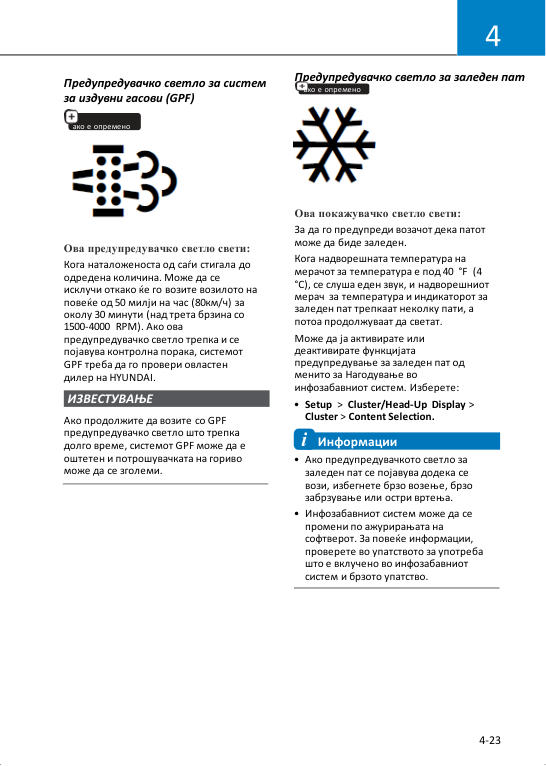 4
Предупредувачко светло за систем
за издувни гасови (GPF)
ако е опремено
Ова предупредувачко светло свети:
Кога наталоженоста од саѓи стигала до
одредена количина. Може да се
исклучи откако ќе го возите возилото на
повеќе од 50 милји на час (80км/ч) за
околу 30 минути (над трета брзина со
1500-4000 RPM). Ако ова
предупредувачко светло трепка и се
појавува контролна порака, системот
GPF треба да го провери овластен
дилер на HYUNDAI.
ИЗВЕСТУВАЊЕ
Ако продолжите да возите со GPF
предупредувачко светло што трепка
долго време, системот GPF може да е
оштетен и потрошувачката на гориво
може да се зголеми.
Предупредувачко светло за заледен пат
ако е опремено
Ова покажувачко светло свети:
За да го предупреди возачот дека патот
може да биде заледен.
Кога надворешната температура на
мерачот за температура е под 40 °F (4
°C), се слуша еден звук, и надворешниот
мерач за температура и индикаторот за
заледен пат трепкаат неколку пати, а
потоа продолжуваат да светат.
Може да ја активирате или
деактивирате функцијата
предупредување за заледен пат од
менито за Нагодување во
инфозабавниот систем. Изберете:
• Setup > Cluster/Head-Up Display >
Cluster > Content Selection.
i Информации
• Ако предупредувачкото светло за
заледен пат се појавува додека се
вози, избегнете брзо возење, брзо
забрзување или остри вртења.
• Инфозабавниот систем може да се
промени по ажурирањата на
софтверот. За повеќе информации,
проверете во упатството за употреба
што е вклучено во инфозабавниот
систем и брзото упатство.
4-23